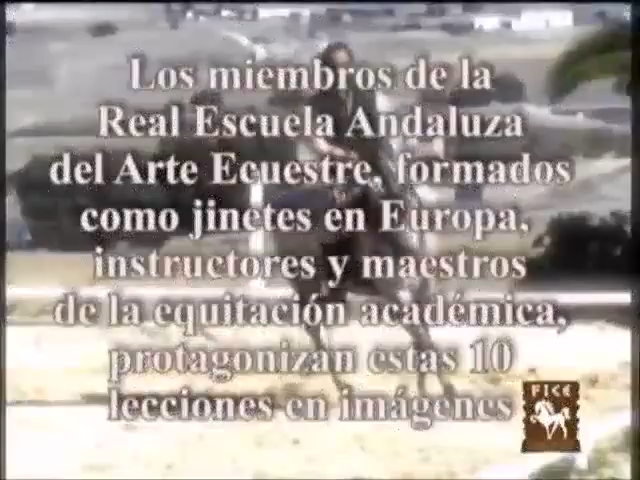 Los miembros de la
Real Escuela Andaluza
del Arte Ecuestre, formados
como jinetes en Europa,
instructores y maestros
de la equitación académica,
protagonizan estas 10
lecciones en imágenes
FICE